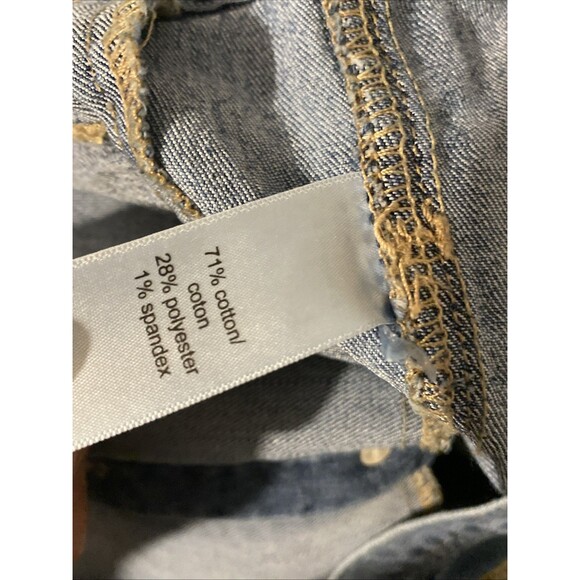 71% cotton/
coton
28% polyester
1% spandex